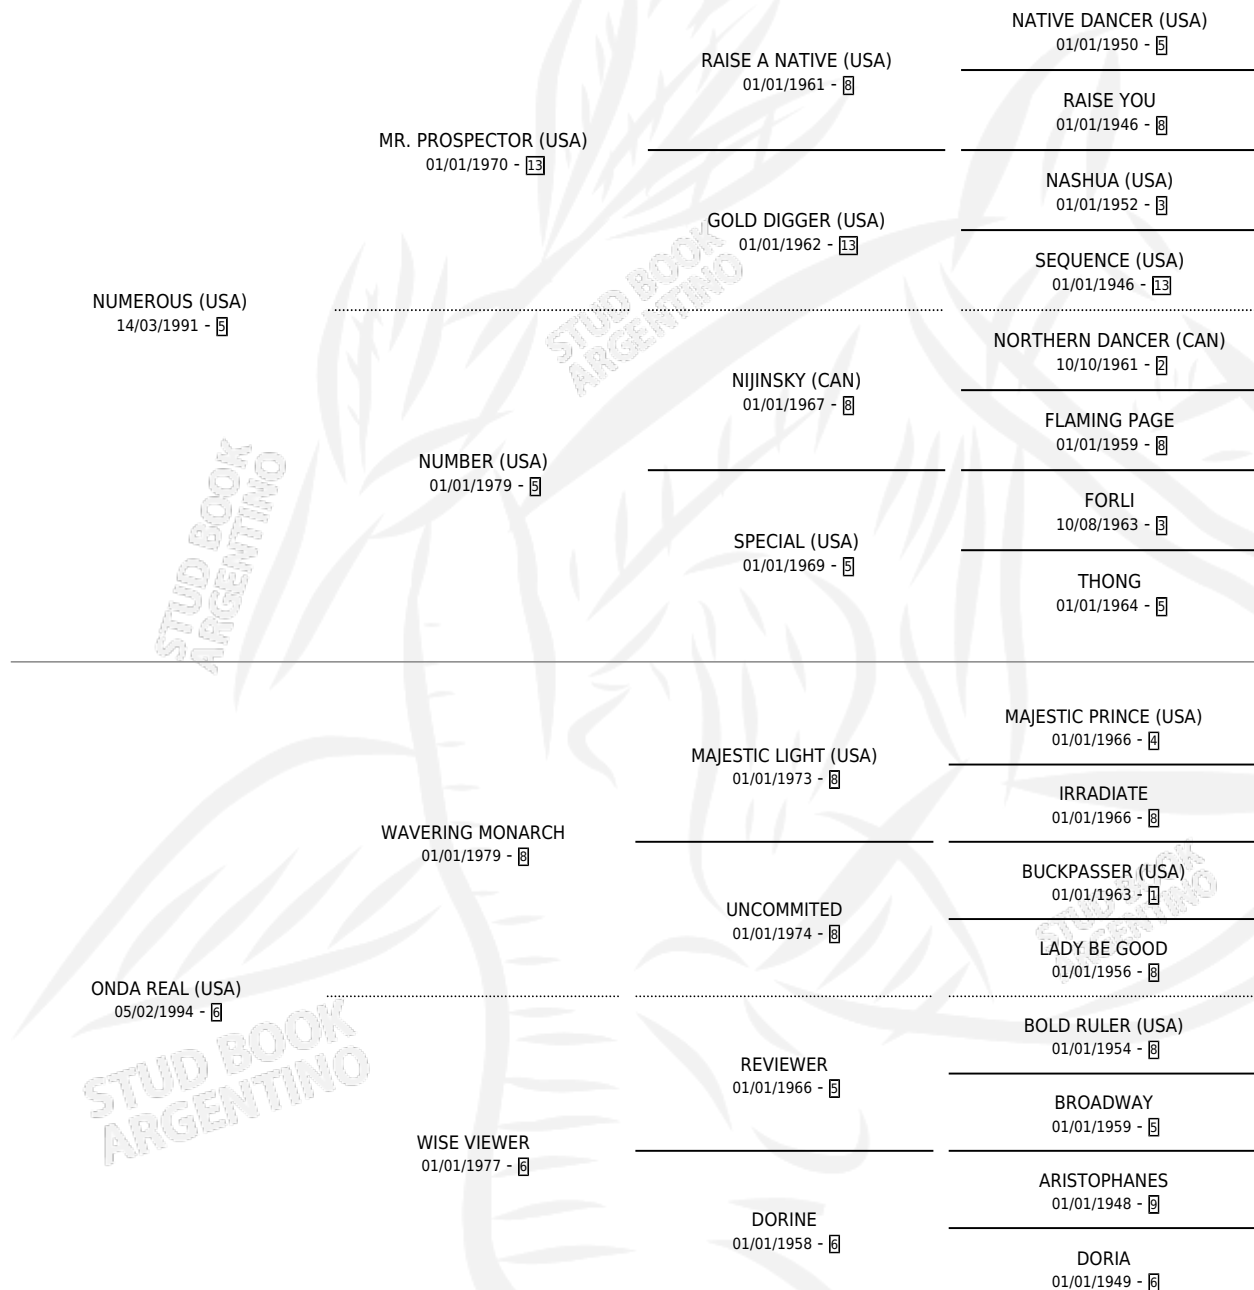 NATIVE DANCER (USA)
01/01/1950 - 5
RAISE A NATIVE (USA)
01/01/1961 - 8
RAISE YOU
01/01/1946 - 8
MR. PROSPECTOR (USA)
01/01/1970 - 13
NASHUA (USA)
01/01/1952 - 3
GOLD DIGGER (USA)
01/01/1962 - 13
SEQUENCE (USA)
01/01/1946 - 13
NUMEROUS (USA)
14/03/1991 - 5
STUD BOOK
ARGENTINO
NORTHERN DANCER (CAN)
10/10/1961 - 2
NIJINSKY (CAN)
01/01/1967 - 8
FLAMING PAGE
01/01/1959 - 8
NUMBER (USA)
01/01/1979 - 5
FORLI
10/08/1963 - 3
SPECIAL (USA)
01/01/1969 - 5
THONG
01/01/1964 - 5
STUD BOOK
ARGENTINO
MAJESTIC PRINCE (USA)
01/01/1966 - 4
MAJESTIC LIGHT (USA)
01/01/1973 - 8
IRRADIATE
01/01/1966 - 8
WAVERING MONARCH
01/01/1979 - 8
BUCKPASSER (USA)
01/01/1963 - 1
UNCOMMITED
01/01/1974 - 8
STUD BOOK
ARGENTINO
LADY BE GOOD
01/01/1956 - 8
ONDA REAL (USA)
05/02/1994 - 6
STUD BOOK
ARGENTINO
BOLD RULER (USA)
01/01/1954 - 8
REVIEWER
01/01/1966 - 5
BROADWAY
01/01/1959 - 5
WISE VIEWER
01/01/1977 - 6
ARISTOPHANES
01/01/1948 - 9
DORINE
01/01/1958 - 6
DORIA
01/01/1949 - 6